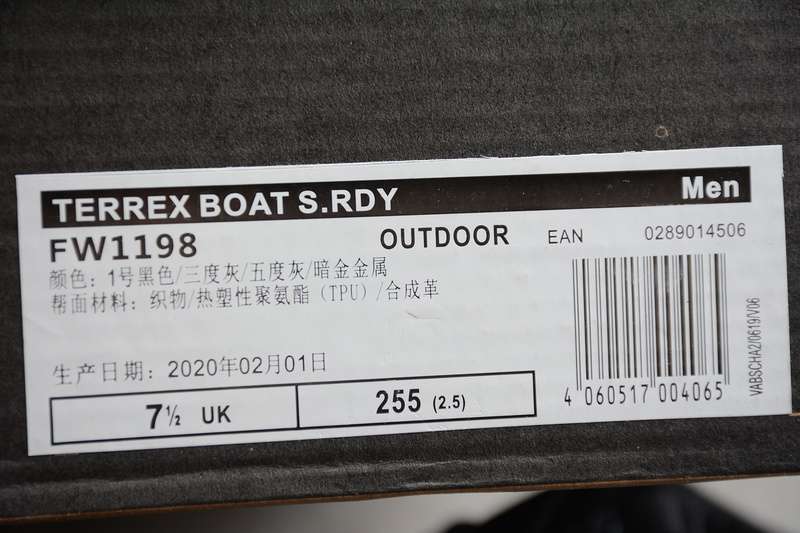 TERREX BOAT S.RDY Men
FW1198 OUTDOOR EAN 0289014506
颜色：1号黑色/三度灰/五度灰/暗金金属
帮面材料：织物/热塑性聚氨酯（TPU）/合成革
生产日期：2020年02月01日
7½ UK 255 (2.5)
4 060517 004065
VABSCHA2/0619/V06